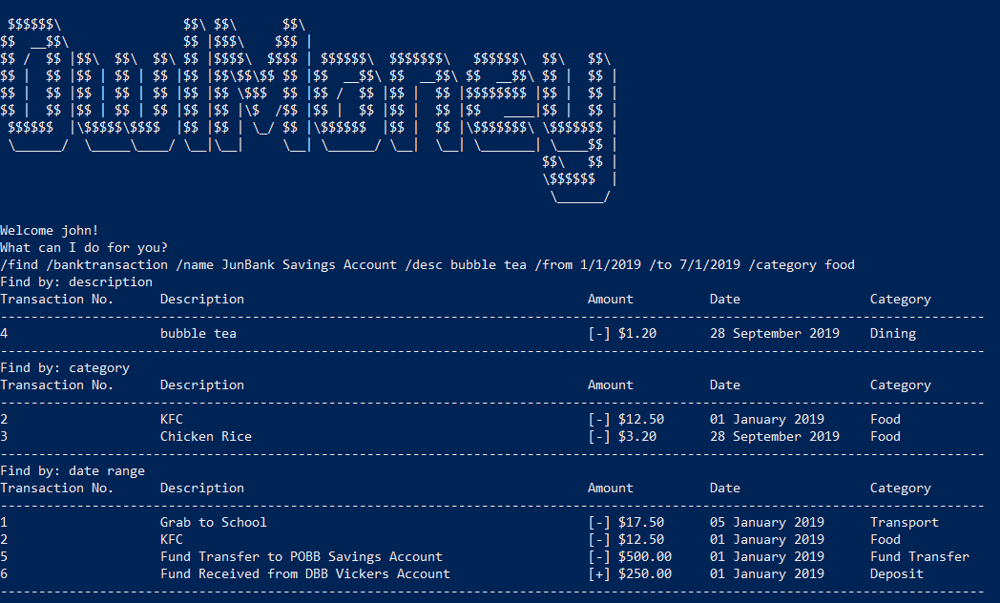 $$$$$$\                $$\ $$\      $$\
$$  __$$\               $$ |$$$\    $$$ |
$$ /  $$ |$$\  $$\  $$\ $$ |$$$$\  $$$$ | $$$$$$\  $$$$$$$\   $$$$$$\  $$\   $$\
$$ |  $$ |$$ | $$ | $$ |$$ |$$\$$\$$ $$ |$$  __$$\ $$  __$$\ $$  __$$\ $$ |  $$ |
$$ |  $$ |$$ | $$ | $$ |$$ |$$ \$$$  $$ |$$ /  $$ |$$ |  $$ |$$$$$$$$ |$$ |  $$ |
$$ |  $$ |$$ | $$ | $$ |$$ |$$ |\$  /$$ |$$ |  $$ |$$ |  $$ |$$   ____|$$ |  $$ |
 $$$$$$  |\$$$$$\$$$$  |$$ |$$ | \_/ $$ |\$$$$$$  |$$ |  $$ |\$$$$$$$\ \$$$$$$$ |
 \______/  \_____\____/ \__|\__|     \__| \______/ \__|  \__| \_______| \____$$ |
                                                                       $$\   $$ |
                                                                       \$$$$$$  |
                                                                        \______/
Welcome john!
What can I do for you?
/find /banktransaction /name JunBank Savings Account /desc bubble tea /from 1/1/2019 /to 7/1/2019 /category food
Find by: description
Transaction No. Description Amount Date Category
4 bubble tea [-] $1.20 28 September 2019 Dining
Find by: category
Transaction No. Description Amount Date Category
2 KFC [-] $12.50 01 January 2019 Food
3 Chicken Rice [-] $3.20 28 September 2019 Food
Find by: date range
Transaction No. Description Amount Date Category
1 Grab to School [-] $17.50 05 January 2019 Transport
2 KFC [-] $12.50 01 January 2019 Food
5 Fund Transfer to POBB Savings Account [-] $500.00 01 January 2019 Fund Transfer
6 Fund Received from DBB Vickers Account [+] $250.00 01 January 2019 Deposit